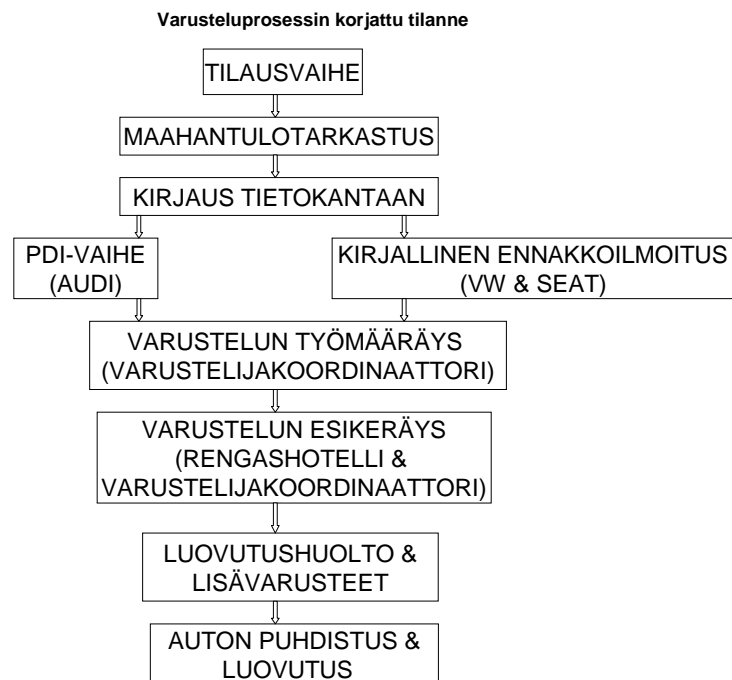 Varusteluprosessin korjattu tilanne
TILAUSVAIHE
MAAHANTULOTARKASTUS
KIRJAUS TIETOKANTAAN
PDI-VAIHE
(AUDI)
KIRJALLINEN ENNAKKOILMOITUS
(VW & SEAT)
VARUSTELUN TYÖMÄÄRÄYS
(VARUSTELIJAKOORDINAATTORI)
VARUSTELUN ESIKERÄYS
(RENGASHOTELLI &
VARUSTELIJAKOORDINAATTORI)
LUOVUTUSHUOLTO &
LISÄVARUSTEET
AUTON PUHDISTUS &
LUOVUTUS